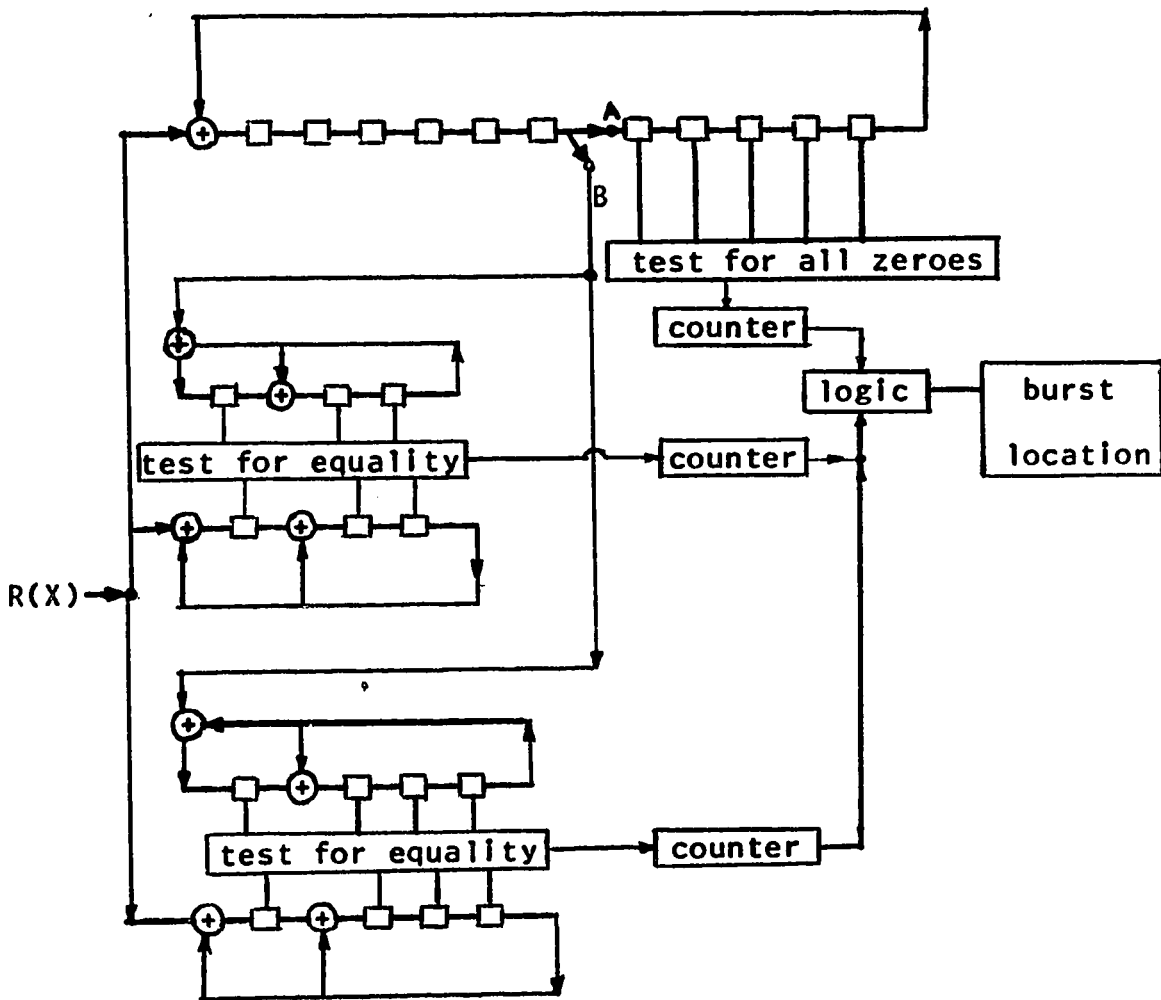 A
B
test for all zeroes
counter
logic
burst
location
test for equality
counter
R(X)
test for equality
counter